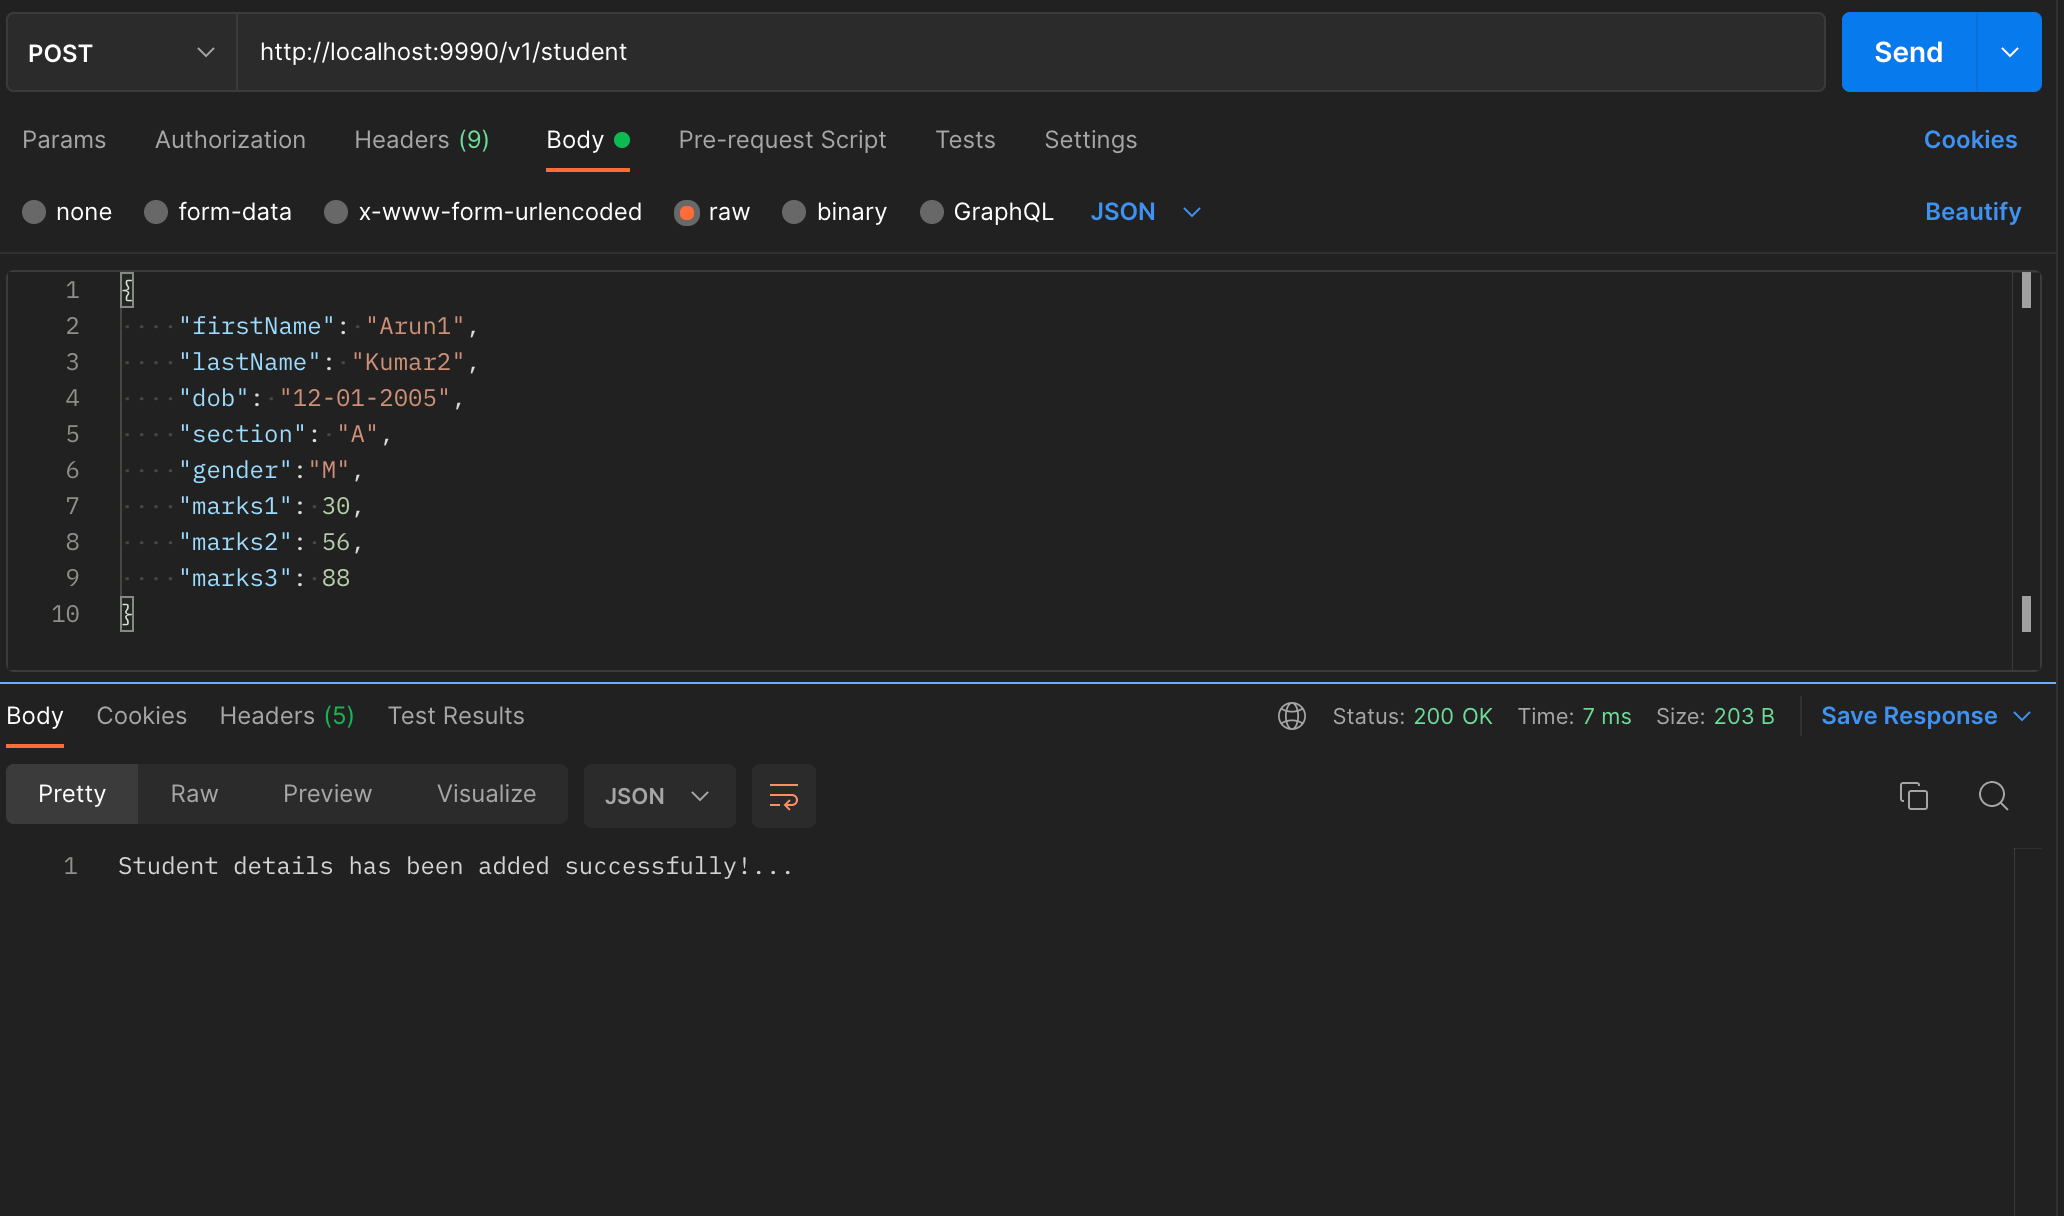 POST http://localhost:9990/v1/student Send
Params Authorization Headers (9) Body Pre-request Script Tests Settings Cookies
none form-data x-www-form-urlencoded raw binary GraphQL JSON Beautify
1 {
2 "firstName": "Arun1",
3 "lastName": "Kumar2",
4 "dob": "12-01-2005",
5 "section": "A",
6 "gender":"M",
7 "marks1": 30,
8 "marks2": 56,
9 "marks3": 88
10 }
Body Cookies Headers (5) Test Results Status: 200 OK Time: 7 ms Size: 203 B Save Response
Pretty Raw Preview Visualize JSON
1 Student details has been added successfully!...